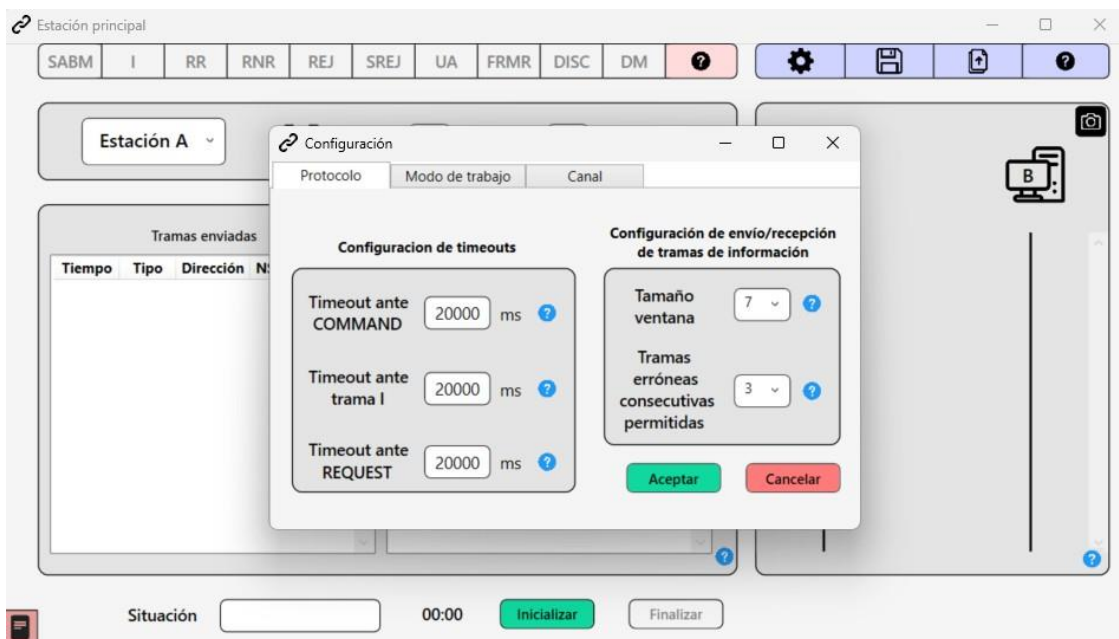 Estación principal
SABM I RR RNR REJ SREJ UA FRMR DISC DM ? ?
Estación A
B
Tramas enviadas
Tiempo Tipo Dirección
Configuración
Protocolo Modo de trabajo Canal
Configuracion de timeouts
Timeout ante
COMMAND
20000 ms ?
Timeout ante
trama I
20000 ms ?
Timeout ante
REQUEST
20000 ms ?
Configuración de envío/recepción
de tramas de información
Tamaño
ventana
7 ?
Tramas
erróneas
consecutivas
permitidas
3 ?
Aceptar Cancelar
? ?
Situación 00:00 Inicializar Finalizar